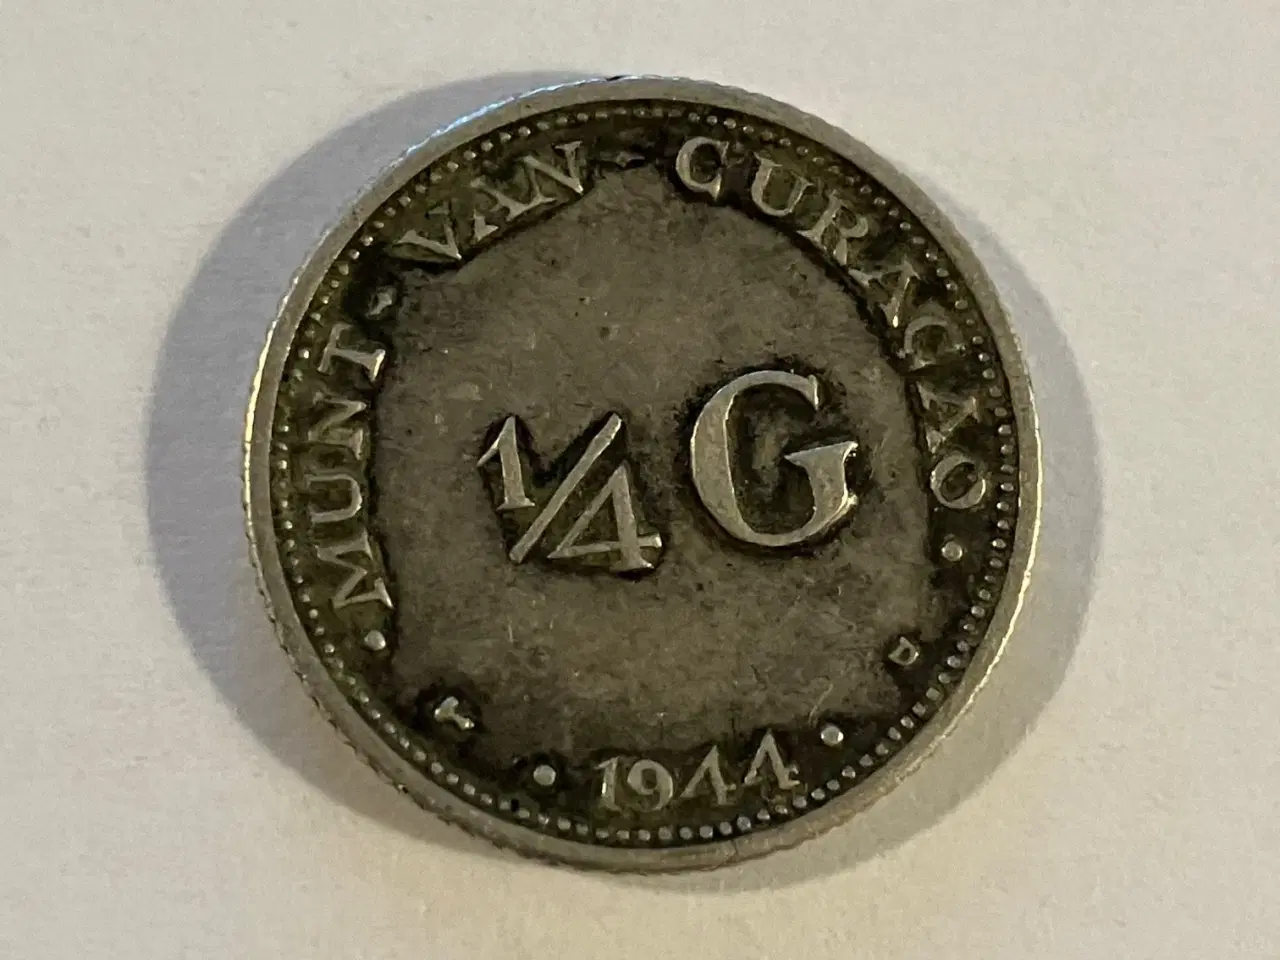 MUNT · VAN · CURAÇAO
1/4 G
D
· 1944 ·